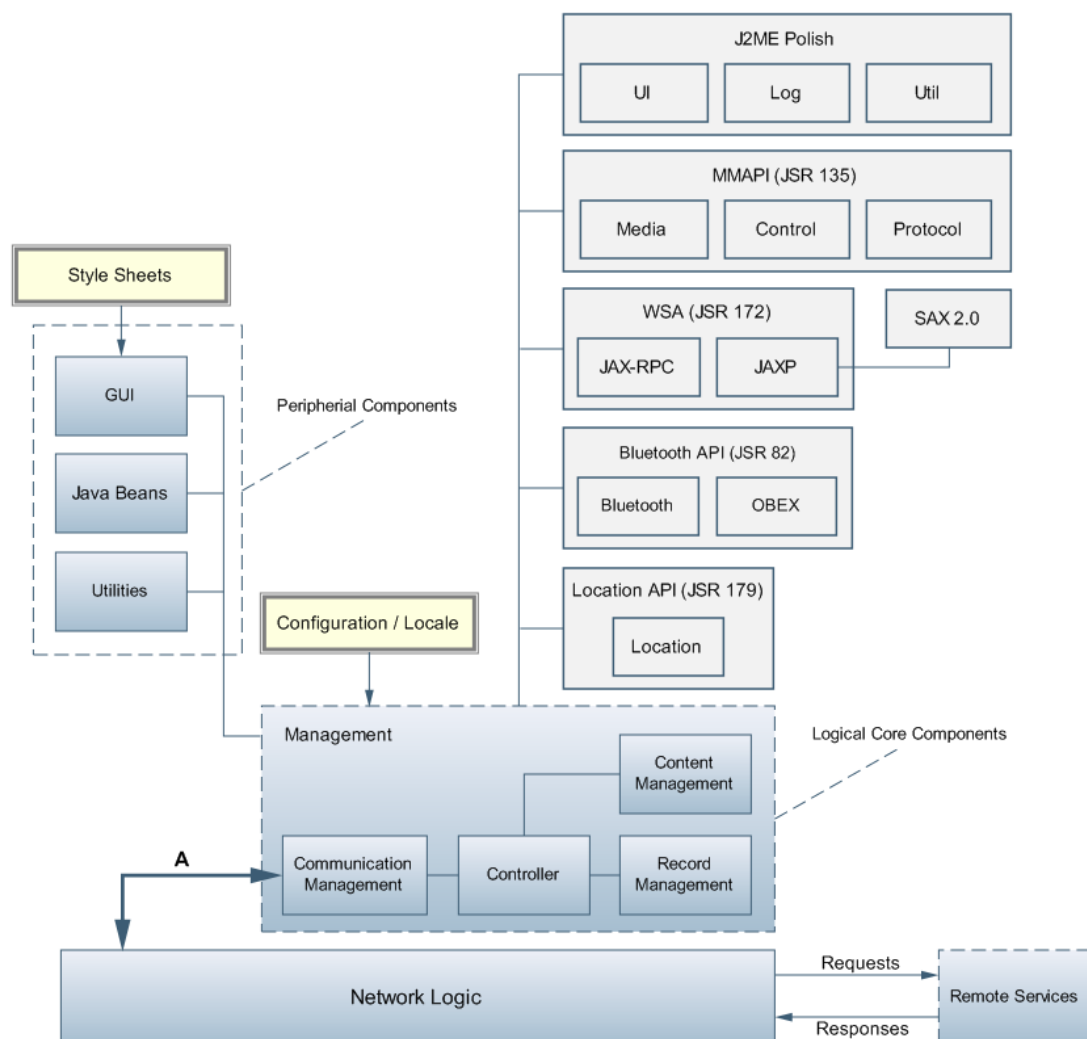 J2ME Polish
UI
Log
Util
MMAPI (JSR 135)
Media
Control
Protocol
Style Sheets
WSA (JSR 172)
SAX 2.0
JAX-RPC
JAXP
GUI
Peripherial Components
Bluetooth API (JSR 82)
Java Beans
Bluetooth
OBEX
Utilities
Location API (JSR 179)
Configuration / Locale
Location
Management
Logical Core Components
Content
Management
A
Communication
Management
Controller
Record
Management
Network Logic
Requests
Remote Services
Responses